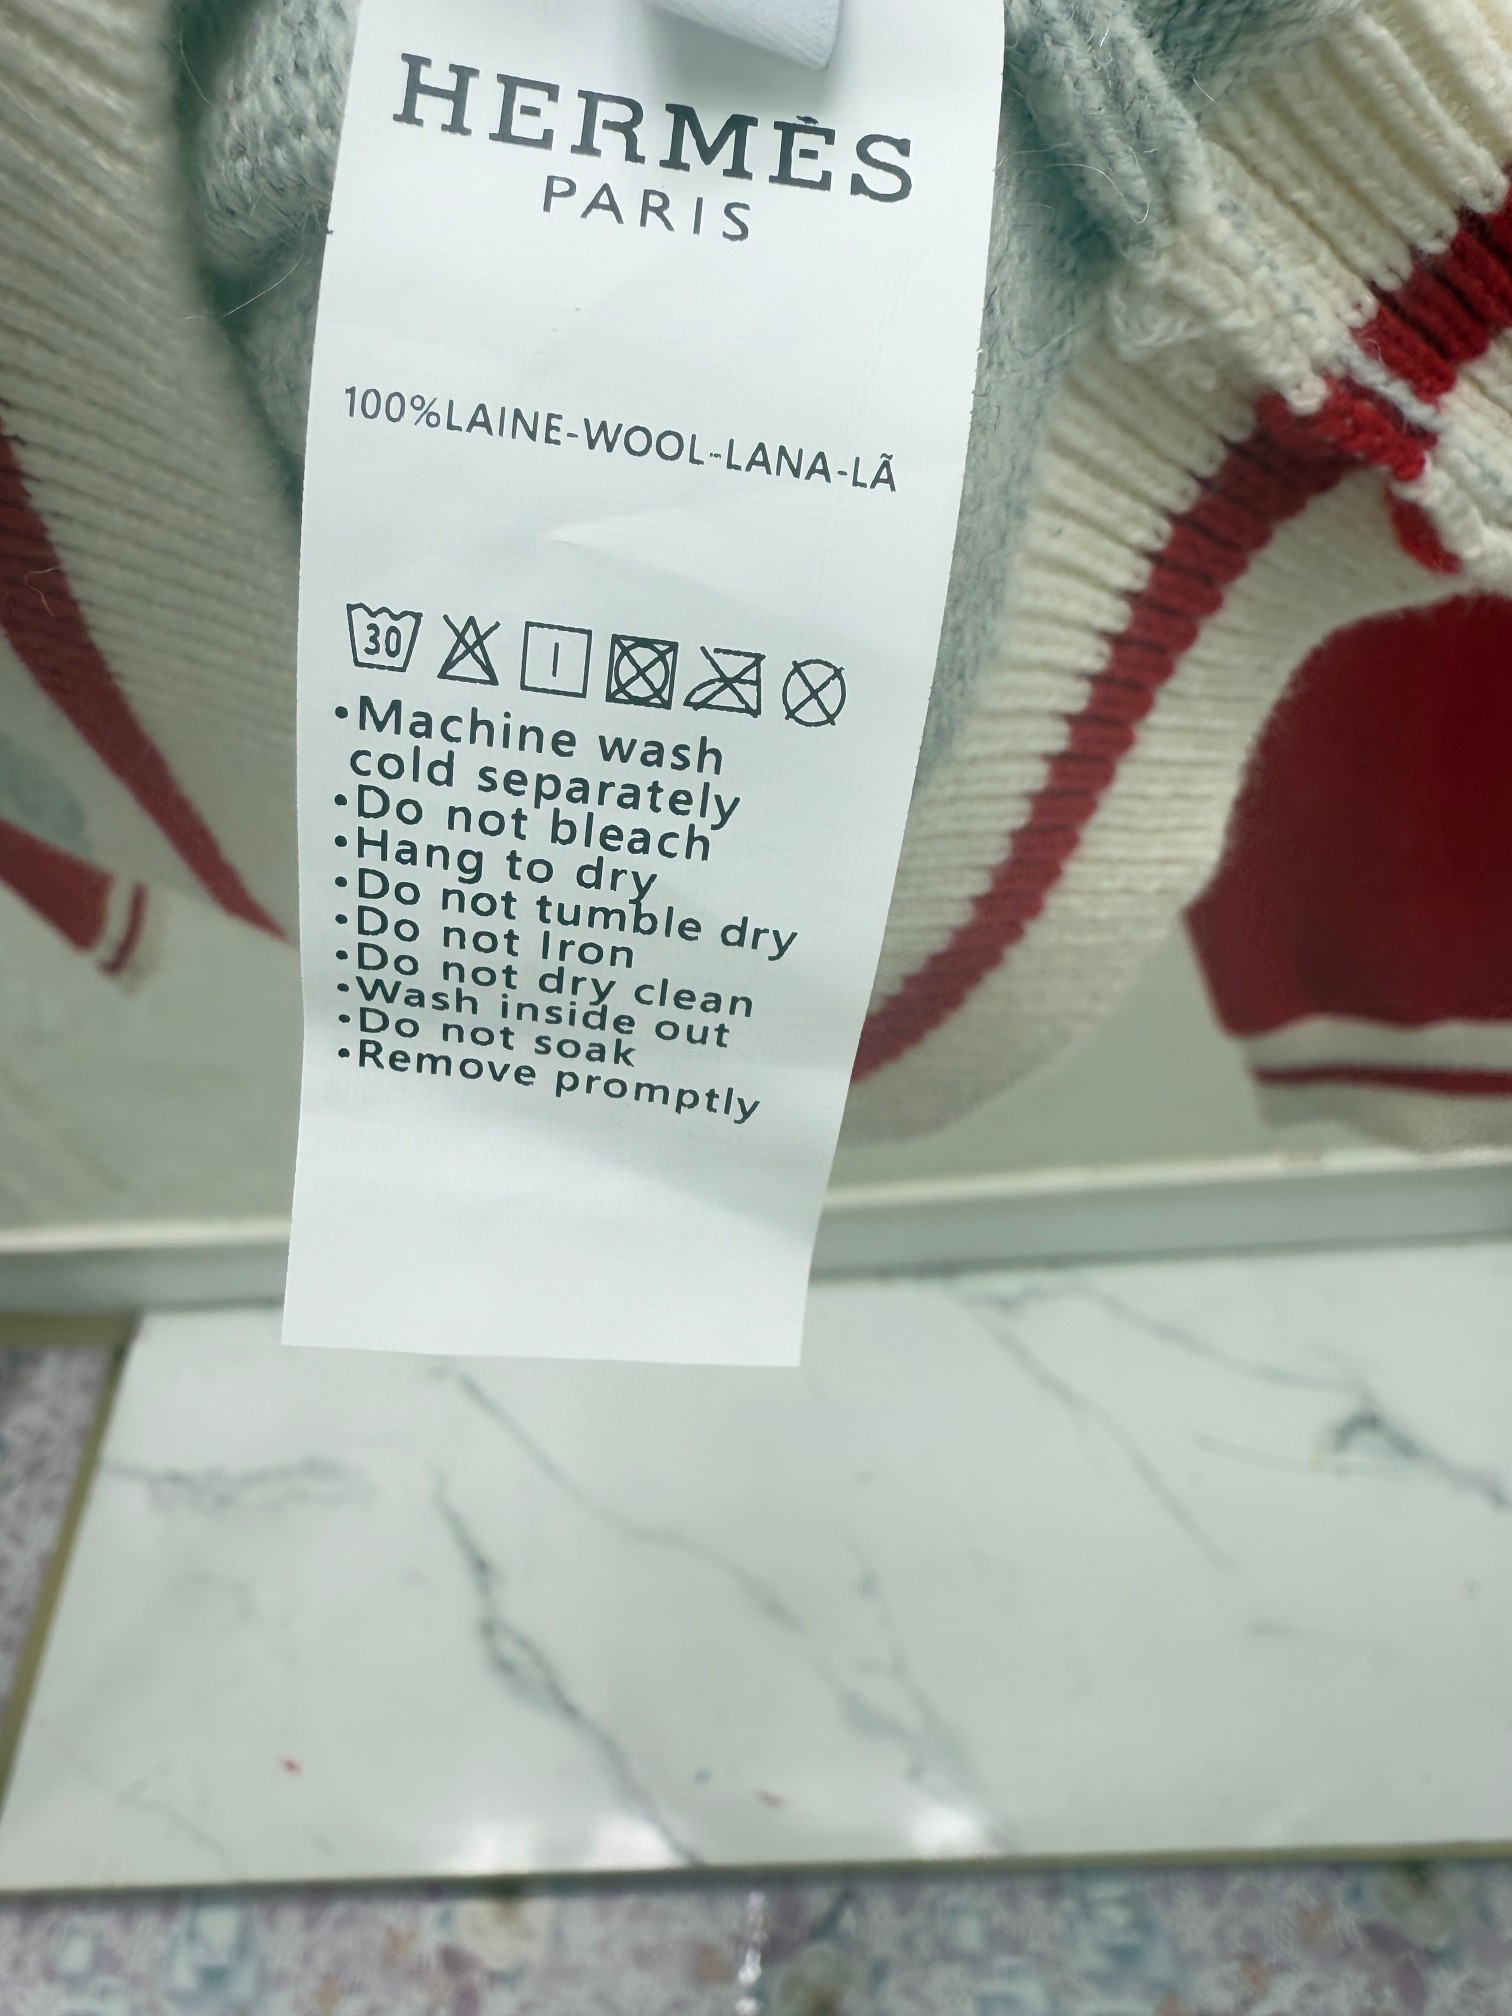 HERMÈS
PARIS
100%LAINE-WOOL-LANA-LÃ
30
•Machine wash
cold separately
•Do not bleach
•Hang to dry
•Do not tumble dry
•Do not Iron
•Do not dry clean
•Wash inside out
•Do not soak
•Remove promptly